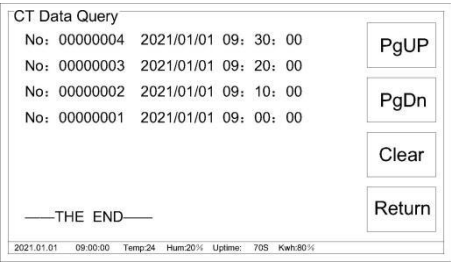 CT Data Query
No：00000004 2021/01/01 09：30：00
No：00000003 2021/01/01 09：20：00
No：00000002 2021/01/01 09：10：00
No：00000001 2021/01/01 09：00：00
——THE END——
PgUP
PgDn
Clear
Return
2021.01.01 09:00:00 Temp:24 Hum:20% Uptime: 70S Kwh:80%